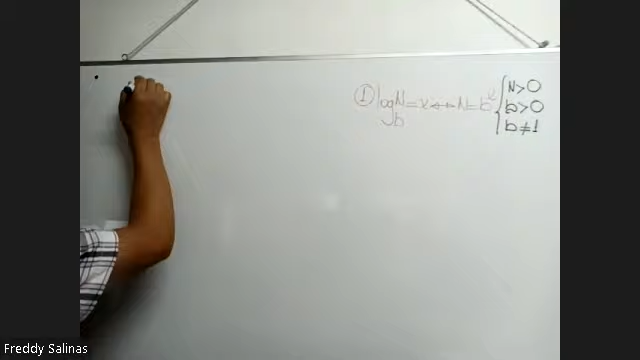 ① log_b N = x ↔ N = b^x { N>0
b>0
b≠1
Freddy Salinas